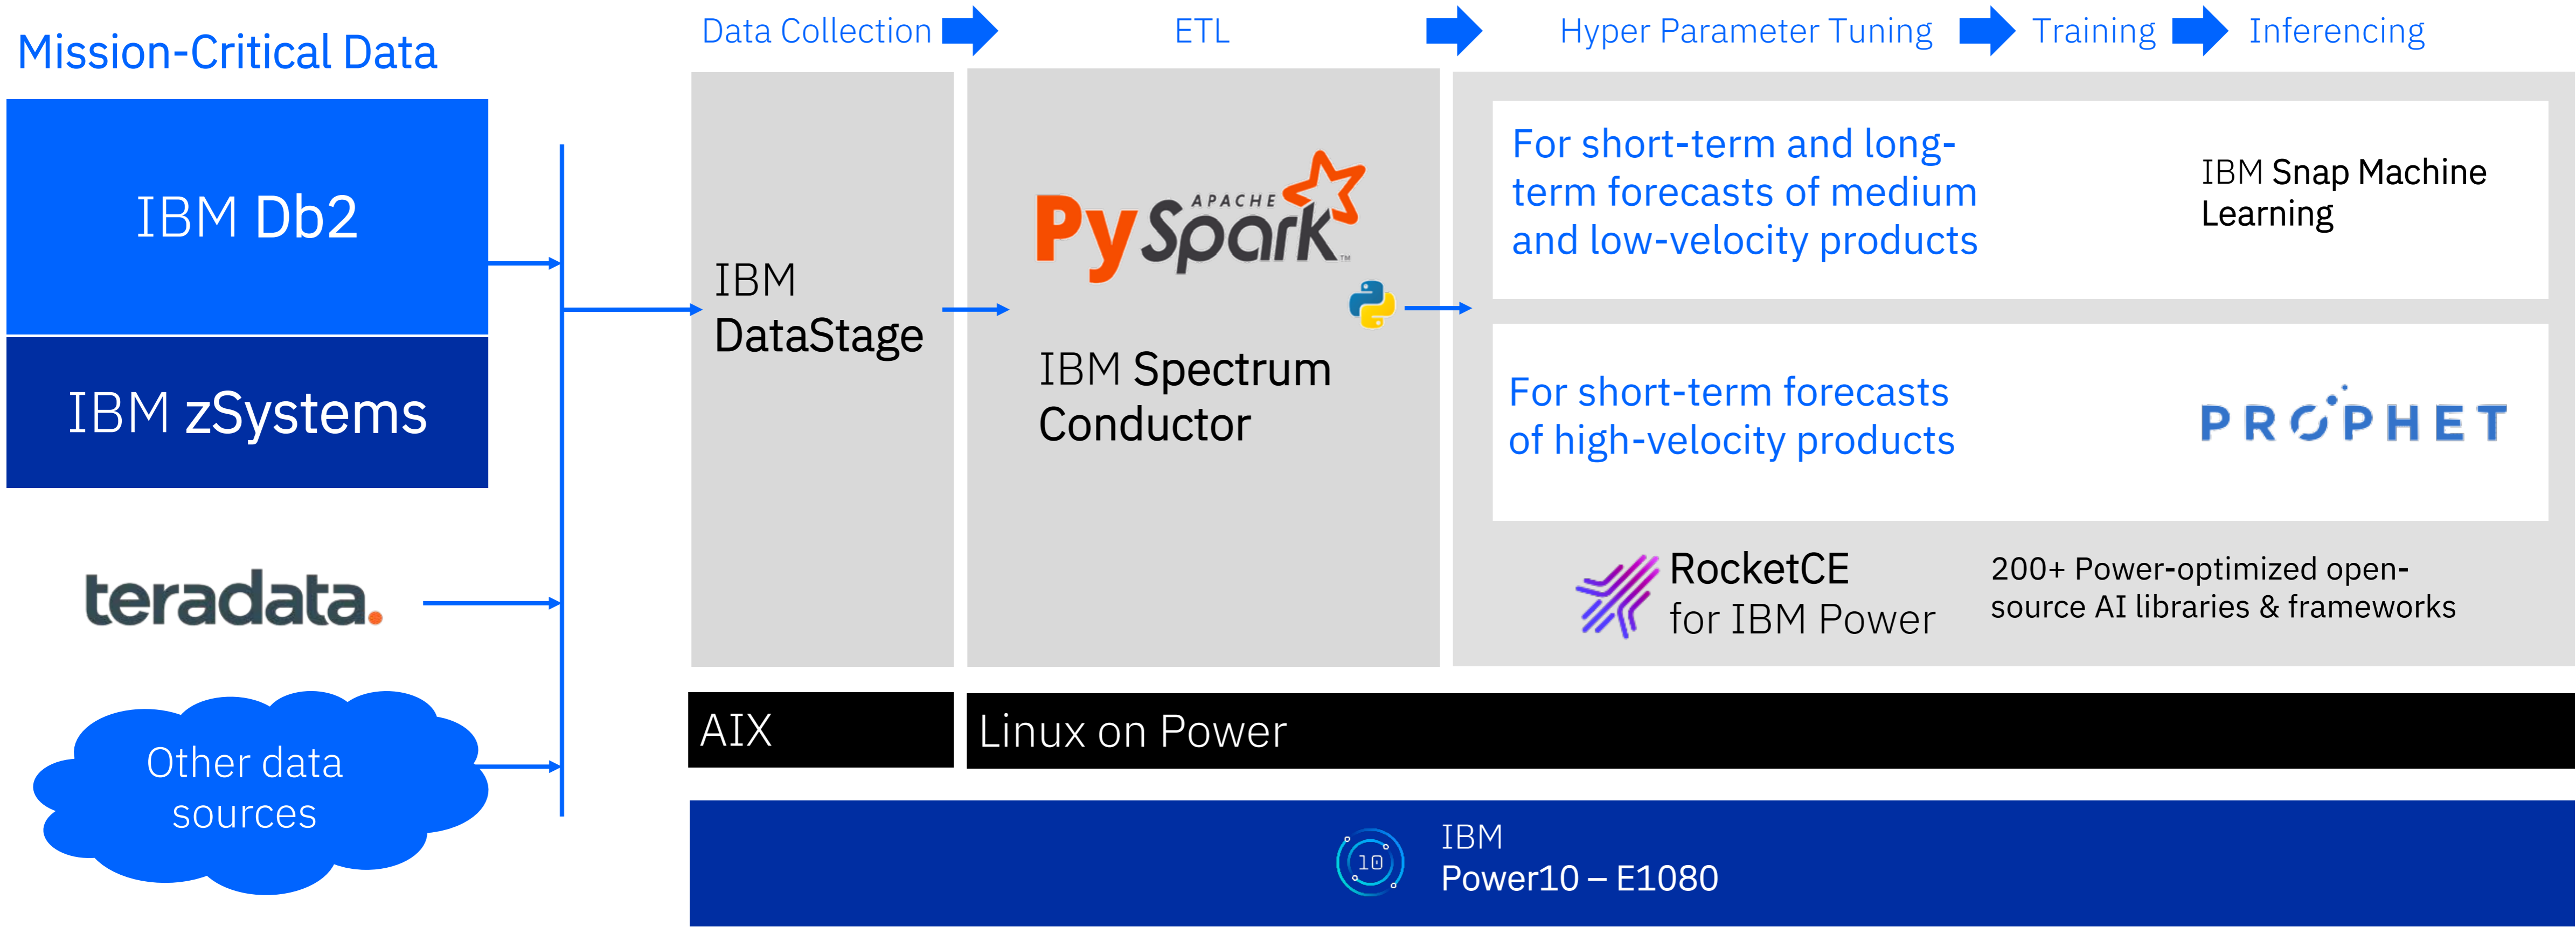 Mission-Critical Data
IBM Db2
IBM zSystems
teradata.
Other data
sources
Data Collection
ETL
Hyper Parameter Tuning
Training
Inferencing
IBM
DataStage
APACHE
PySpark™
IBM Spectrum
Conductor
For short-term and long-
term forecasts of medium
and low-velocity products
IBM Snap Machine
Learning
For short-term forecasts
of high-velocity products
PROPHET
RocketCE
for IBM Power
200+ Power-optimized open-
source AI libraries & frameworks
AIX
Linux on Power
10
IBM
Power10 – E1080